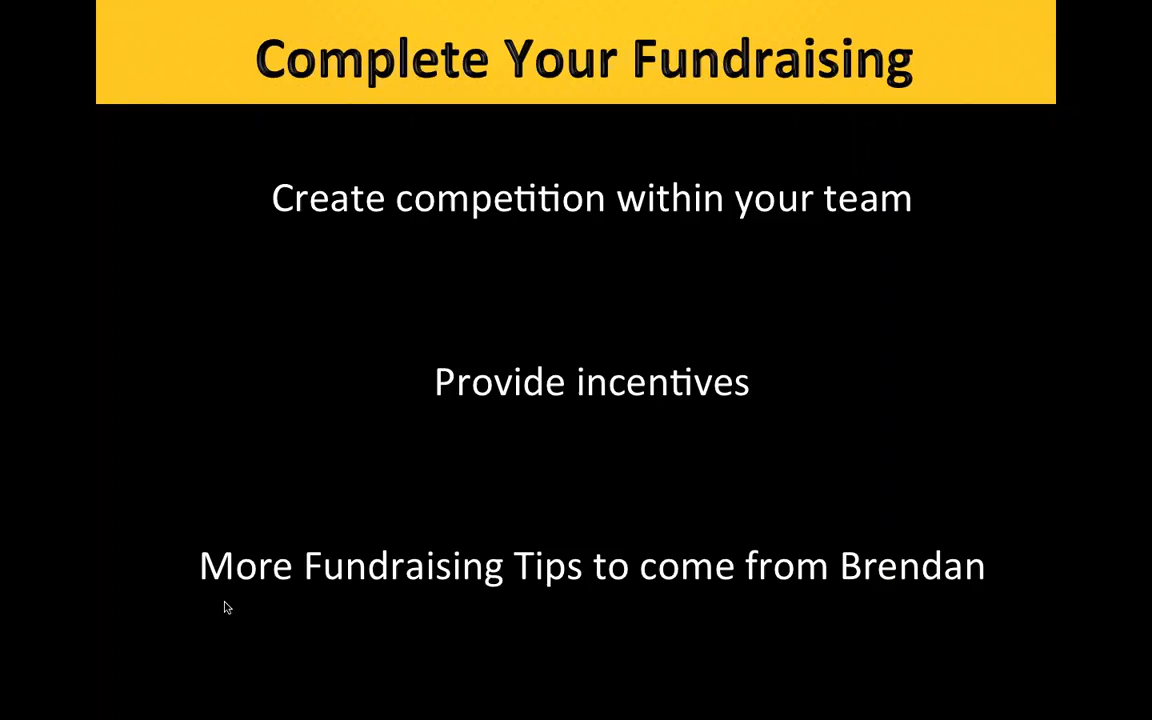 Complete Your Fundraising
Create competition within your team
Provide incentives
More Fundraising Tips to come from Brendan